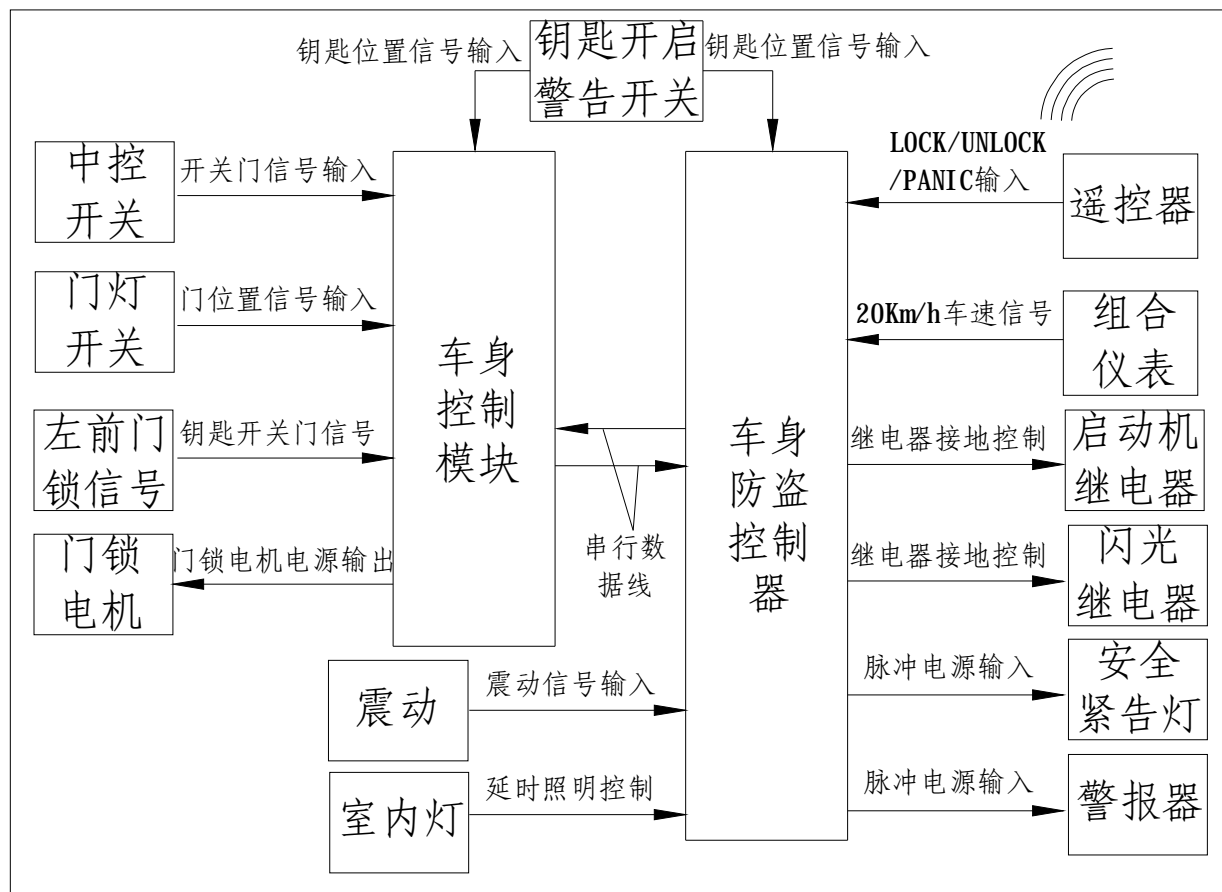 钥匙位置信号输入
钥匙开启
警告开关
钥匙位置信号输入
中控
开关
开关门信号输入
LOCK/UNLOCK
/PANIC输入
遥控器
门灯
开关
门位置信号输入
20Km/h车速信号
组合
仪表
左前门
锁信号
钥匙开关门信号
车身
控制
模块
车身
防盗
控制
器
继电器接地控制
启动机
继电器
门锁
电机
门锁电机电源输出
串行数
据线
继电器接地控制
闪光
继电器
震动
震动信号输入
脉冲电源输入
安全
紧告灯
室内灯
延时照明控制
脉冲电源输入
警报器